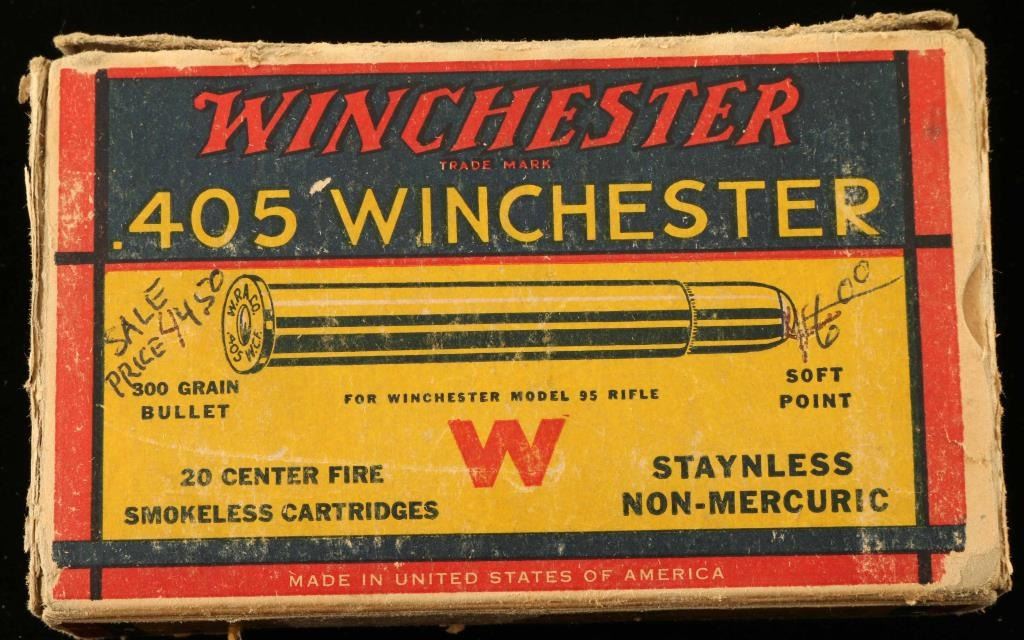 WINCHESTER
TRADE MARK
.405 WINCHESTER
SALE
PRICE 44.50
W.R.A.CO.
405 W.C.F.
300 GRAIN
BULLET
FOR WINCHESTER MODEL 95 RIFLE
SOFT
POINT
W
20 CENTER FIRE
SMOKELESS CARTRIDGES
STAYNLESS
NON-MERCURIC
MADE IN UNITED STATES OF AMERICA